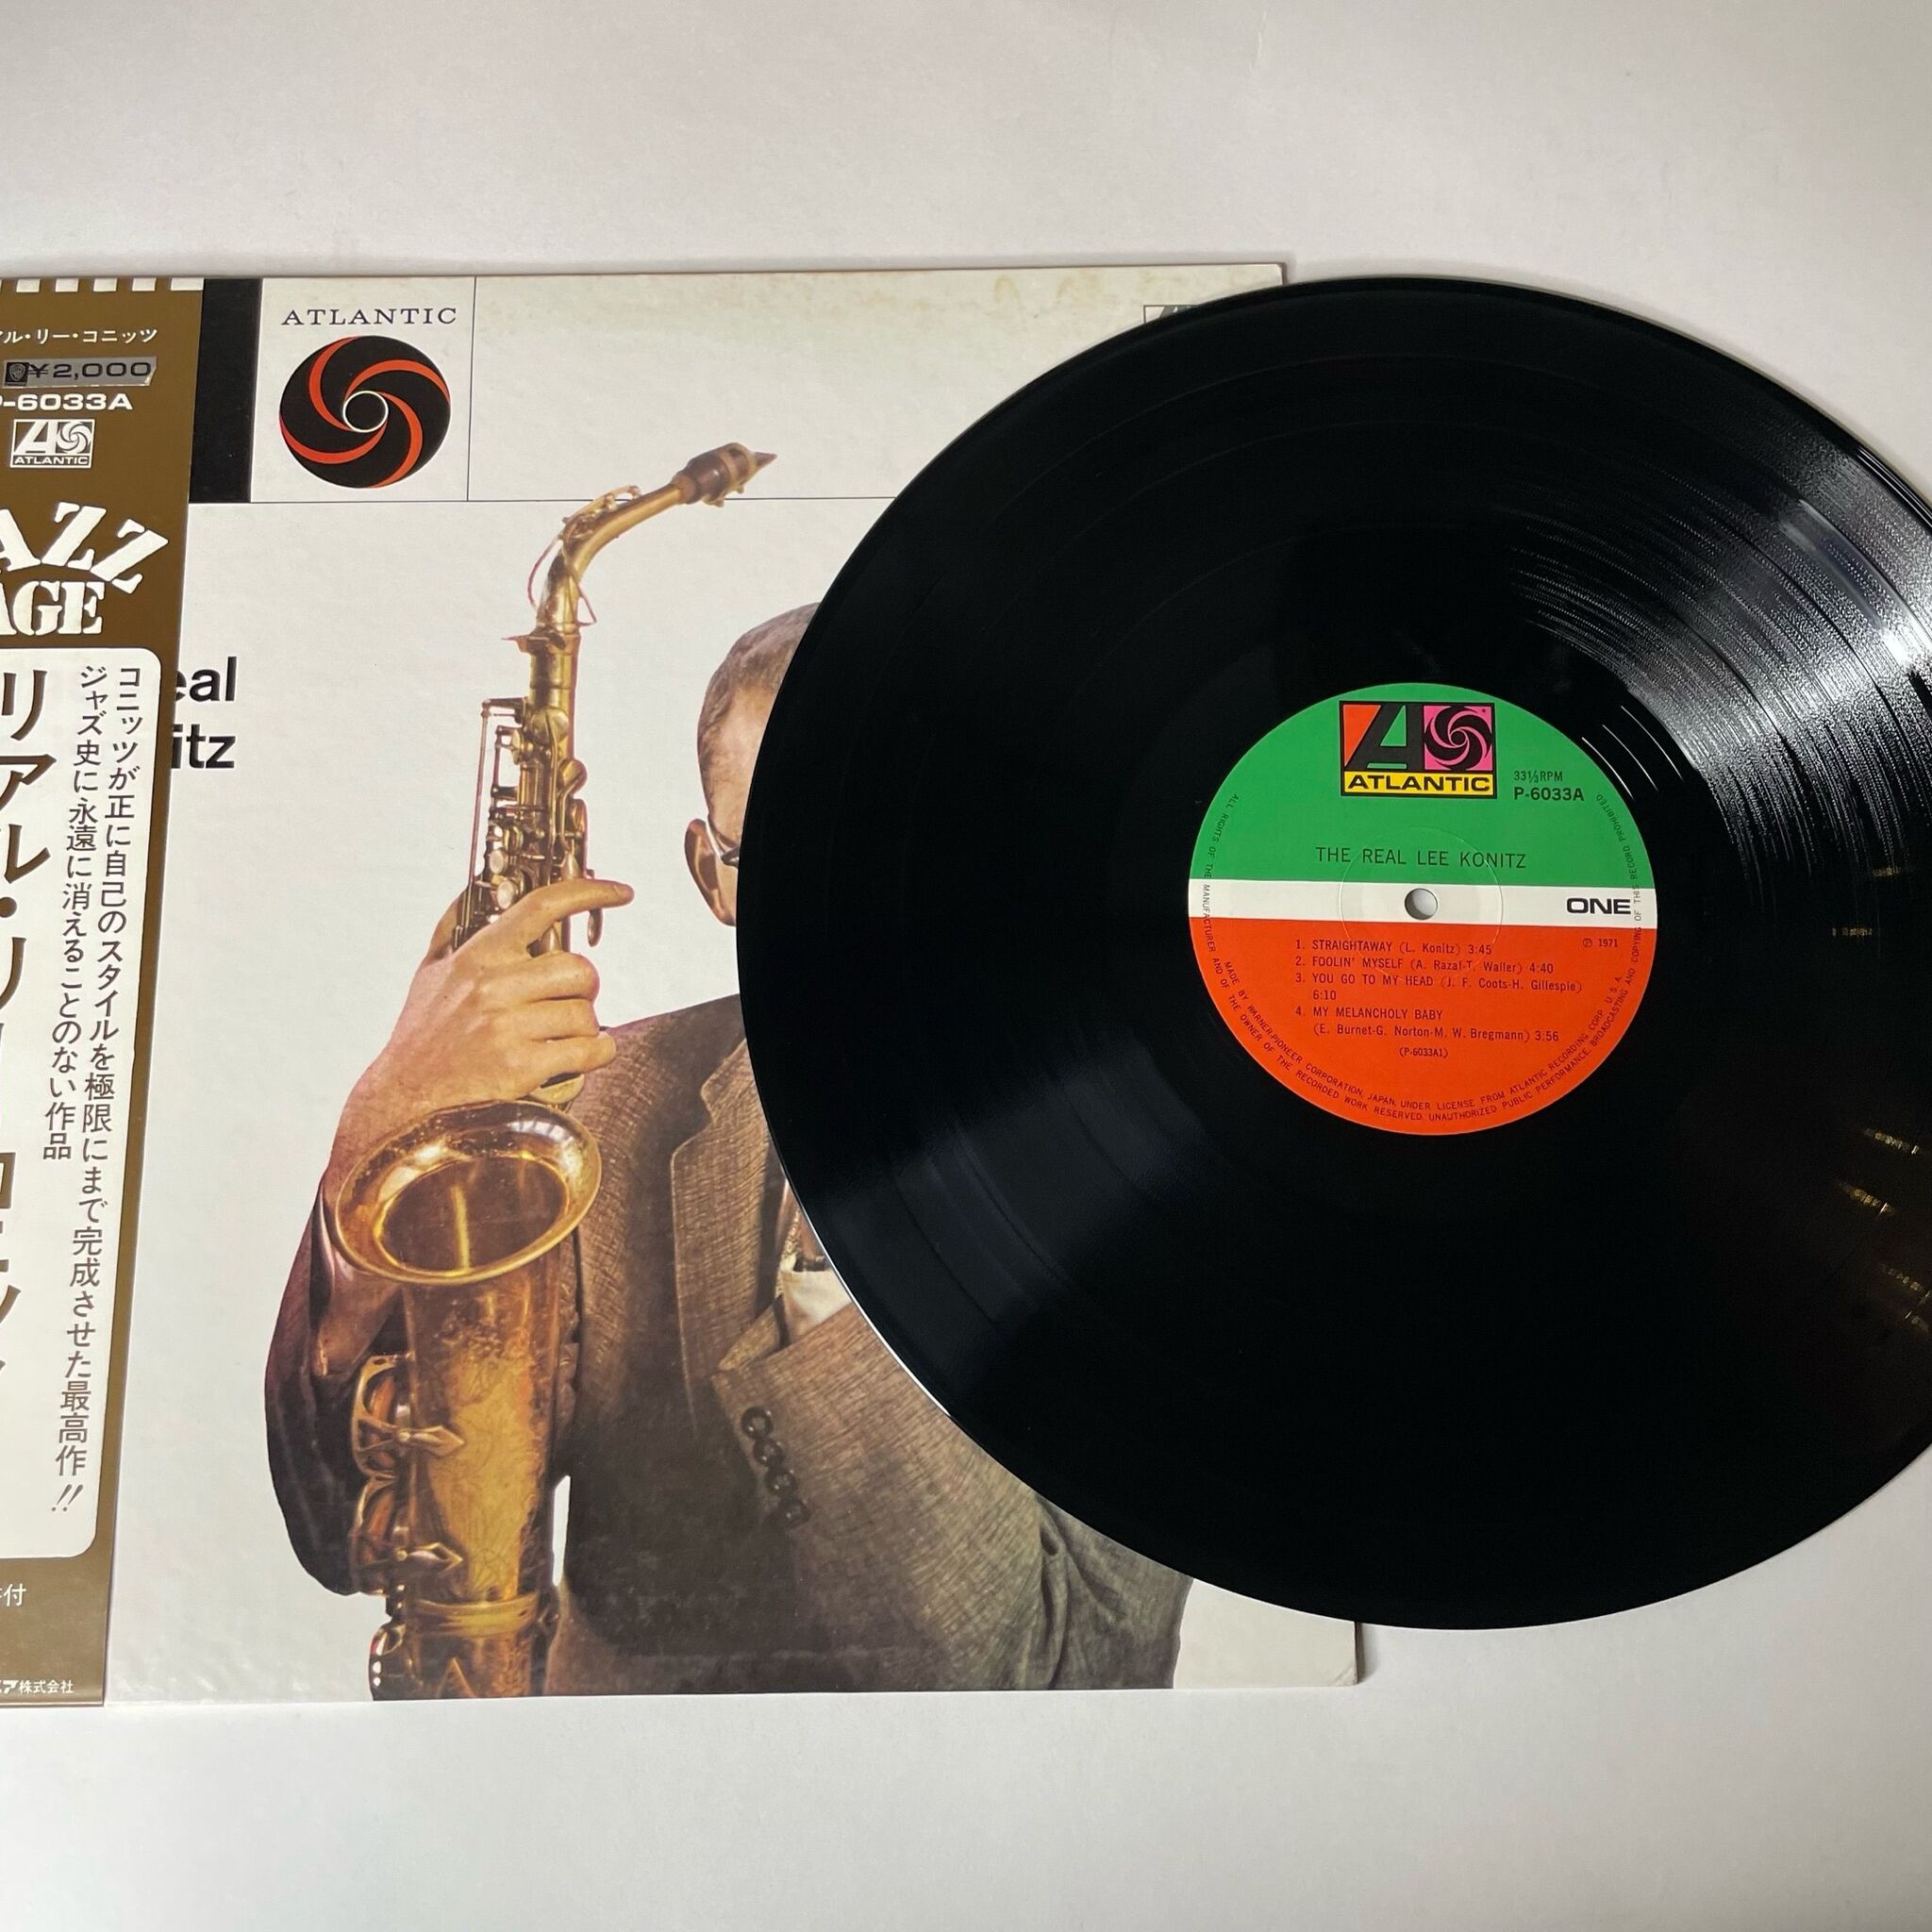 ル・リー・コニッツ
¥2,000
P-6033A
ATLANTIC
AZZ
AGE
コニッツが正に自己のスタイルを極限にまで完成させた最高作!!
ジャズ史に永遠に消えることのない作品
リアル・リー・コニッツ
付
株式会社
ATLANTIC
eal
itz
ATLANTIC
33⅓RPM
P-6033A
THE REAL LEE KONITZ
ONE
℗ 1971
1. STRAIGHTAWAY (L. Konitz) 3:45
2. FOOLIN' MYSELF (A. Razaf-T. Waller) 4:40
3. YOU GO TO MY HEAD (J. F. Coots-H. Gillespie)
6:10
4. MY MELANCHOLY BABY
(E. Burnet-G. Norton-M. W. Bregmann) 3:56
(P-6033A1)
MADE BY WARNER-PIONEER CORPORATION, JAPAN, UNDER LICENSE FROM ATLANTIC RECORDING CORP. U. S. A.
ALL RIGHTS OF THE MANUFACTURER AND OF THE OWNER OF THE RECORDED WORK RESERVED. UNAUTHORIZED PUBLIC PERFORMANCE, BROADCASTING AND COPYING OF THIS RECORD PROHIBITED